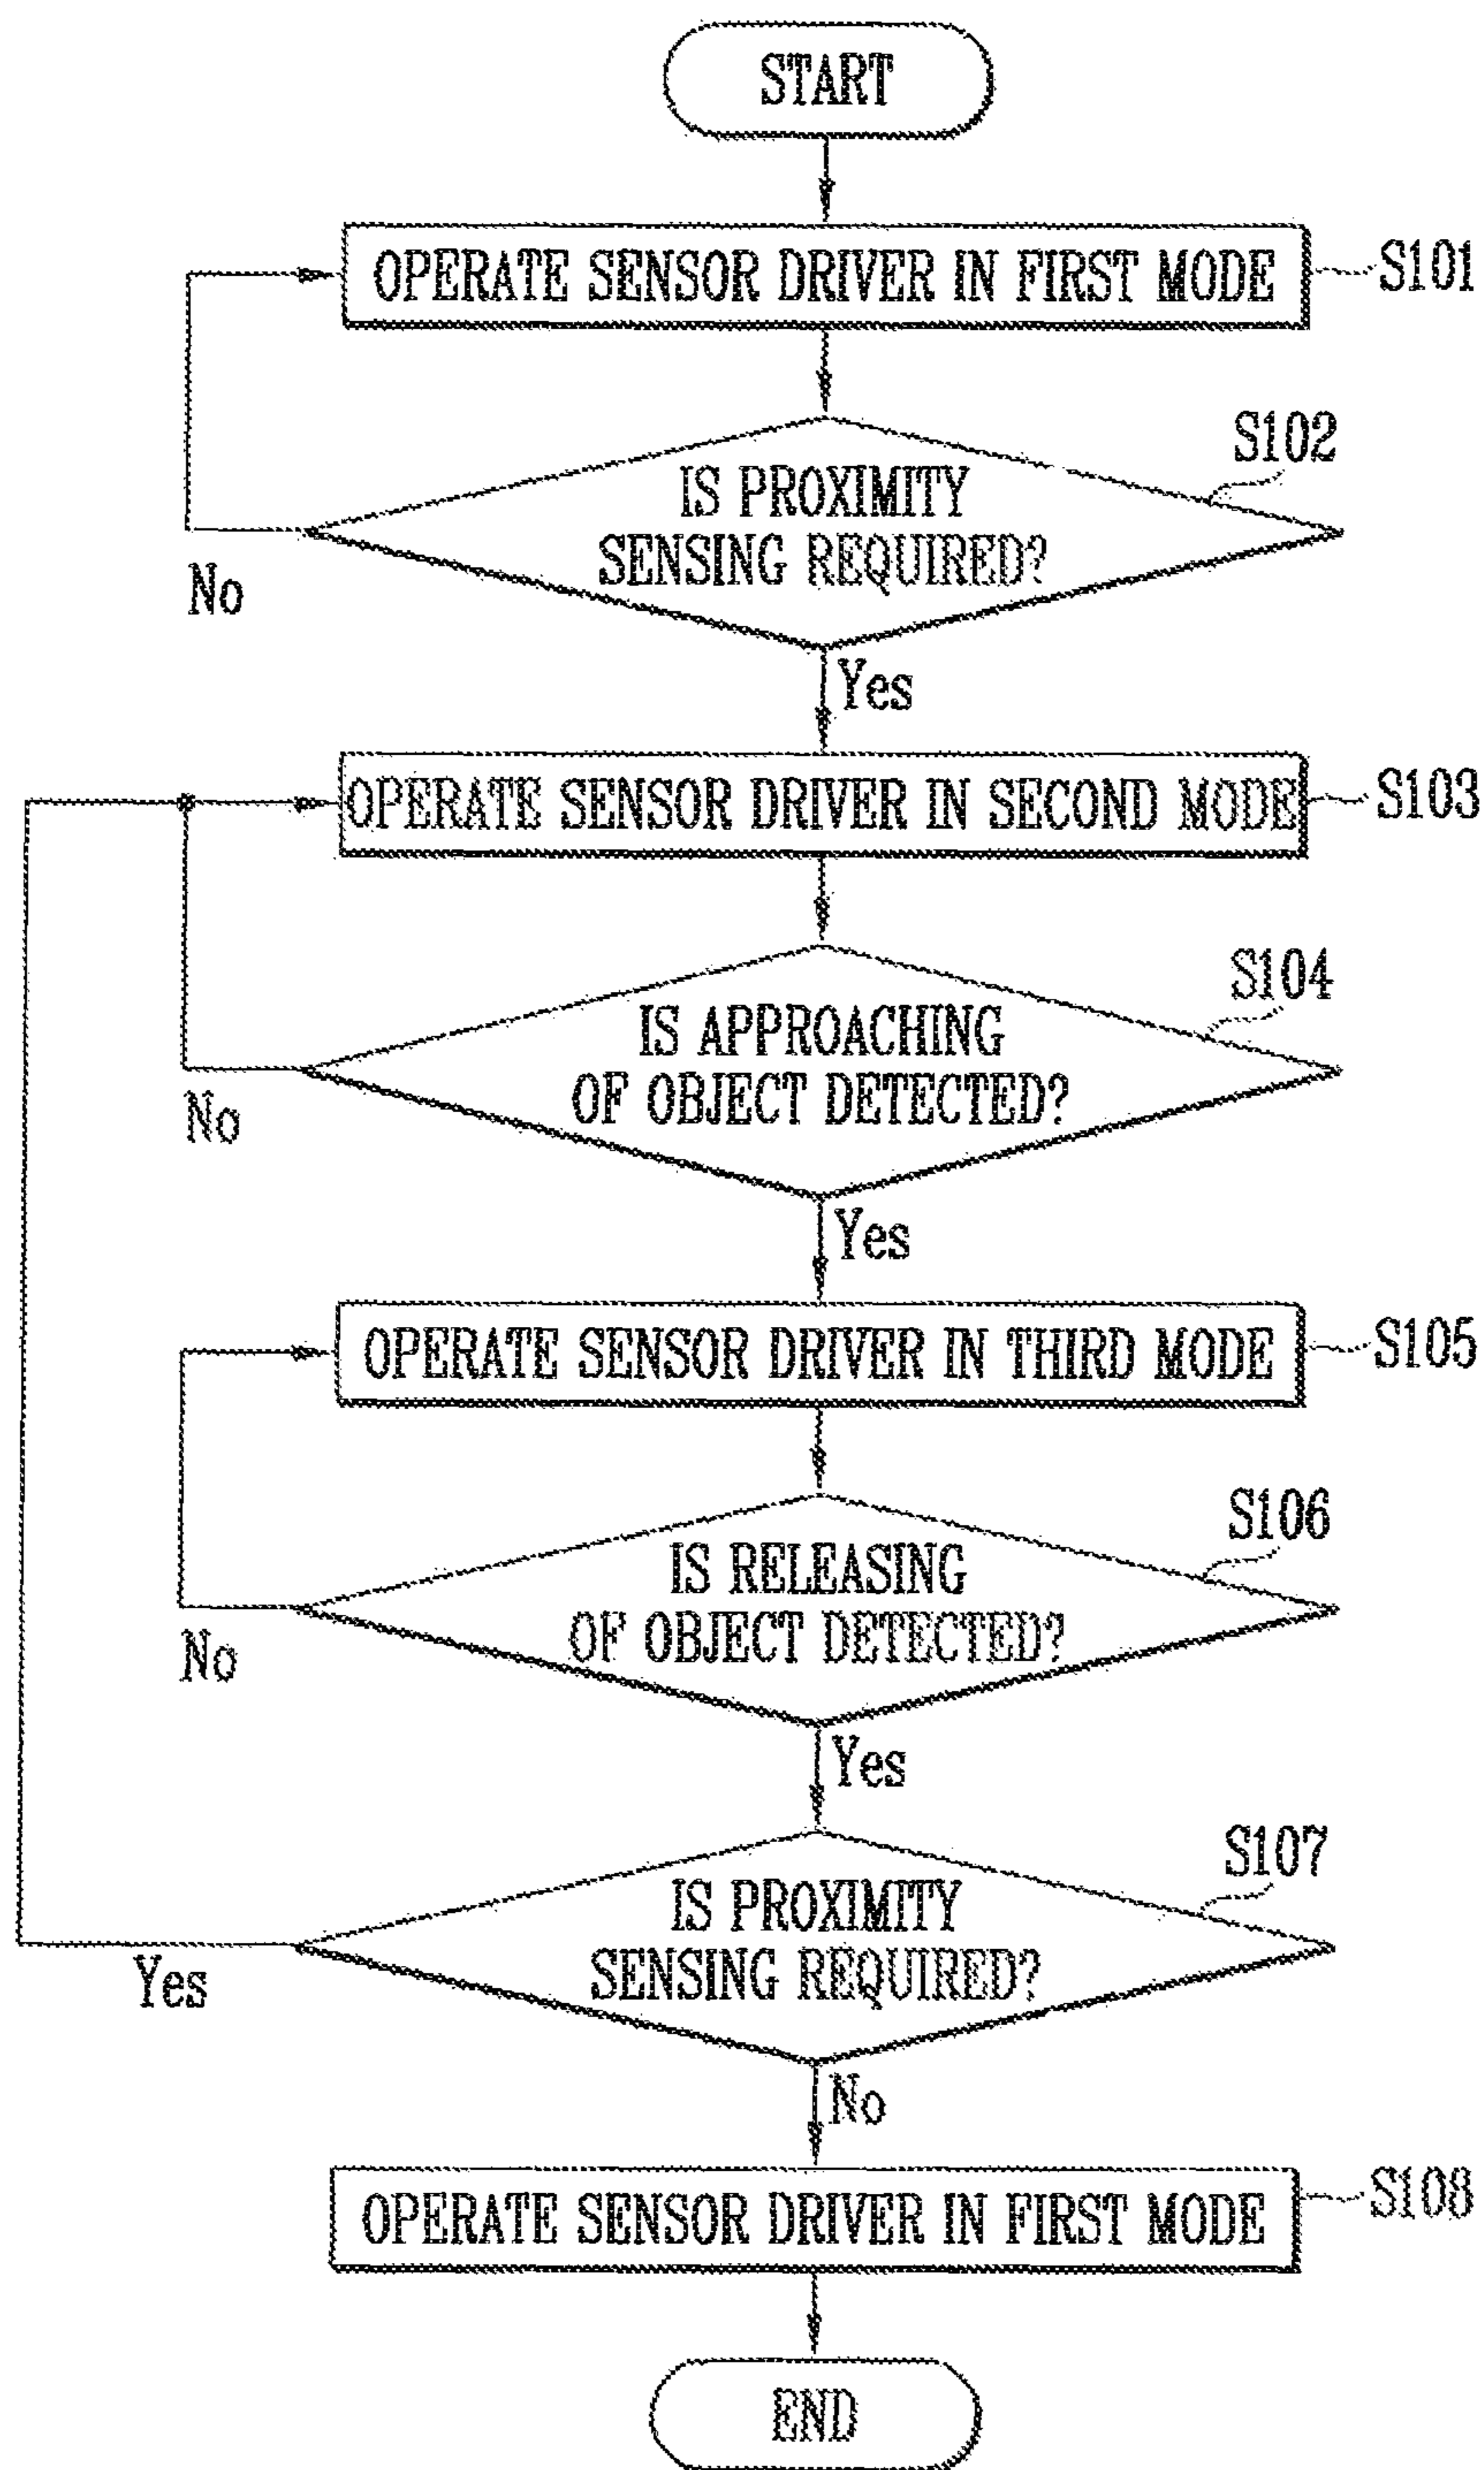 START
OPERATE SENSOR DRIVER IN FIRST MODE
S101
S102
IS PROXIMITY
SENSING REQUIRED?
No
Yes
OPERATE SENSOR DRIVER IN SECOND MODE
S103
S104
IS APPROACHING
OF OBJECT DETECTED?
No
Yes
OPERATE SENSOR DRIVER IN THIRD MODE
S105
S106
IS RELEASING
OF OBJECT DETECTED?
No
Yes
S107
IS PROXIMITY
SENSING REQUIRED?
Yes
No
OPERATE SENSOR DRIVER IN FIRST MODE
S108
END